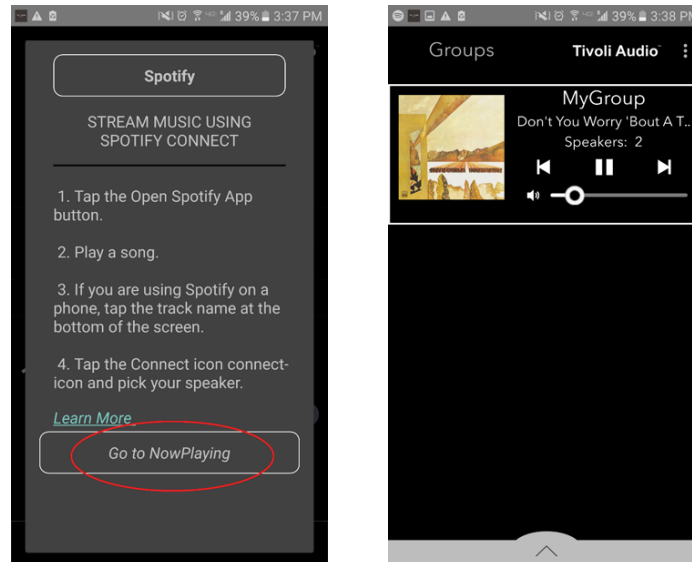 39% 3:37 PM
Spotify
STREAM MUSIC USING
SPOTIFY CONNECT
1. Tap the Open Spotify App
button.
2. Play a song.
3. If you are using Spotify on a
phone, tap the track name at the
bottom of the screen.
4. Tap the Connect icon connect-
icon and pick your speaker.
Learn More
Go to NowPlaying
39% 3:38 PM
Groups Tivoli Audio
MyGroup
Don't You Worry 'Bout A T..
Speakers: 2